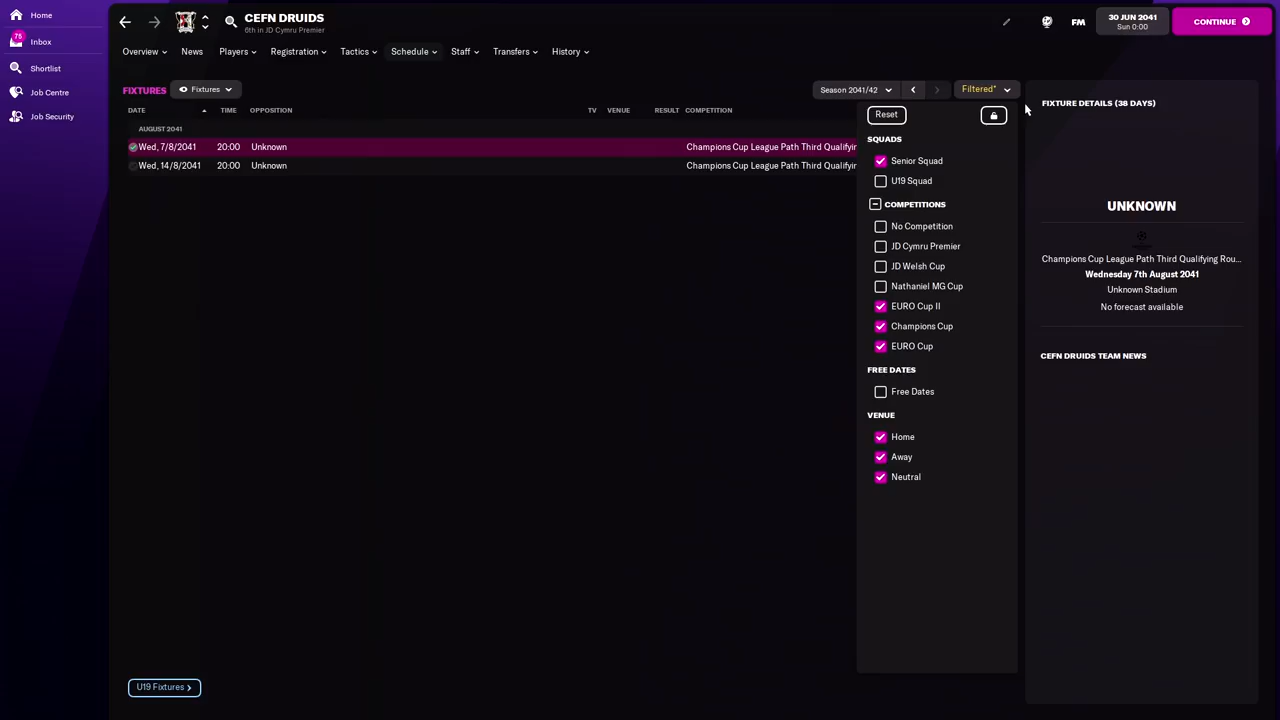 Home
75
Inbox
Shortlist
Job Centre
Job Security
CEFN DRUIDS
6th in JD Cymru Premier
FM
30 JUN 2041
Sun 0:00
CONTINUE
Overview
News
Players
Registration
Tactics
Schedule
Staff
Transfers
History
FIXTURES
Fixtures
Season 2041/42
Filtered*
DATE TIME OPPOSITION TV VENUE RESULT COMPETITION
AUGUST 2041
Wed, 7/8/2041 20:00 Unknown Champions Cup League Path Third Qualifyir
Wed, 14/8/2041 20:00 Unknown Champions Cup League Path Third Qualifyir
Reset
SQUADS
Senior Squad
U19 Squad
COMPETITIONS
No Competition
JD Cymru Premier
JD Welsh Cup
Nathaniel MG Cup
EURO Cup II
Champions Cup
EURO Cup
FREE DATES
Free Dates
VENUE
Home
Away
Neutral
FIXTURE DETAILS (38 DAYS)
UNKNOWN
Champions Cup League Path Third Qualifying Rou...
Wednesday 7th August 2041
Unknown Stadium
No forecast available
CEFN DRUIDS TEAM NEWS
U19 Fixtures